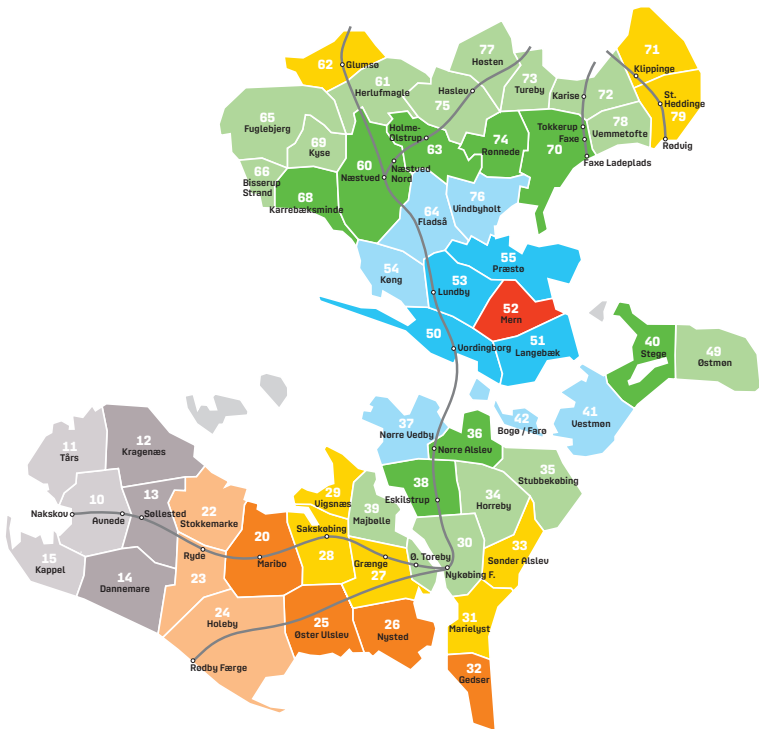 71
Klippinge
77
Høsten
62
Glumsø
61
Herlufmagle
Haslev
75
73
Tureby
Karise
72
St.
Heddinge
79
Rødvig
65
Fuglebjerg
69
Kyse
Holme-
Olstrup
63
74
Rønnede
Tokkerup
Faxe
70
78
Vemmetofte
Faxe Ladeplads
60
Næstved
Næstved
Nord
66
Bisserup
Strand
68
Karrebæksminde
64
Fladså
76
Vindbyholt
54
Køng
55
Præstø
53
Lundby
52
Mern
50
Vordingborg
51
Langebæk
40
Stege
49
Østmøn
37
Nørre Vedby
42
Bogø / Farø
41
Vestmøn
36
Nørre Alslev
11
Tårs
12
Kragenæs
35
Stubbekøbing
38
Eskilstrup
34
Horreby
10
Nakskov
Avnede
13
Søllested
22
Stokkemarke
29
Vigsnæs
39
Majbølle
20
Maribo
Sakskøbing
28
30
33
Sønder Alslev
15
Kappel
14
Dannemare
Ryde
23
Grænge
27
Ø. Toreby
Nykøbing F.
24
Holeby
25
Øster Ulslev
26
Nysted
31
Marielyst
Rødby Færge
32
Gedser